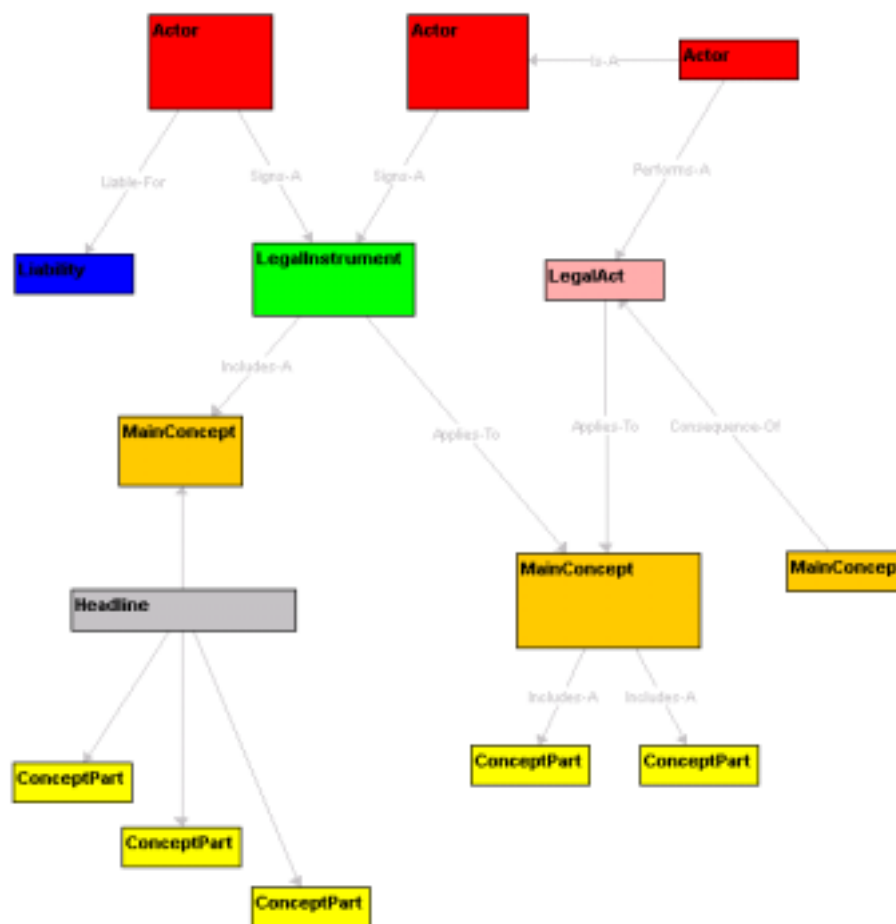 Actor
Actor
Actor
Is-A
Liable-For
Signs-A
Signs-A
Performs-A
Liability
LegalInstrument
LegalAct
Includes-A
MainConcept
Applies-To
Applies-To
Consequence-Of
MainConcept
MainConcep
Headline
Includes-A
Includes-A
ConceptPart
ConceptPart
ConceptPart
ConceptPart
ConceptPart